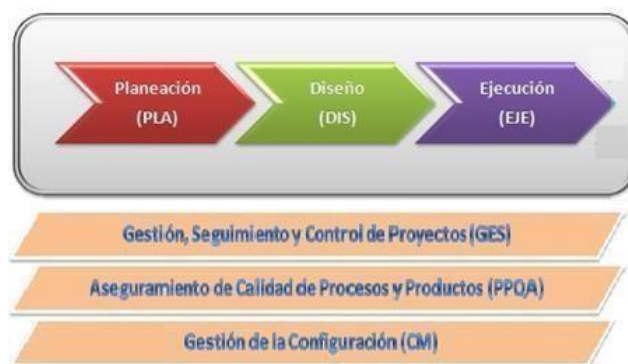 Planeación
(PLA)
Diseño
(DIS)
Ejecución
(EJE)
Gestión, Seguimiento y Control de Proyectos (GES)
Aseguramiento de Calidad de Procesos y Productos (PPQA)
Gestión de la Configuración (CM)